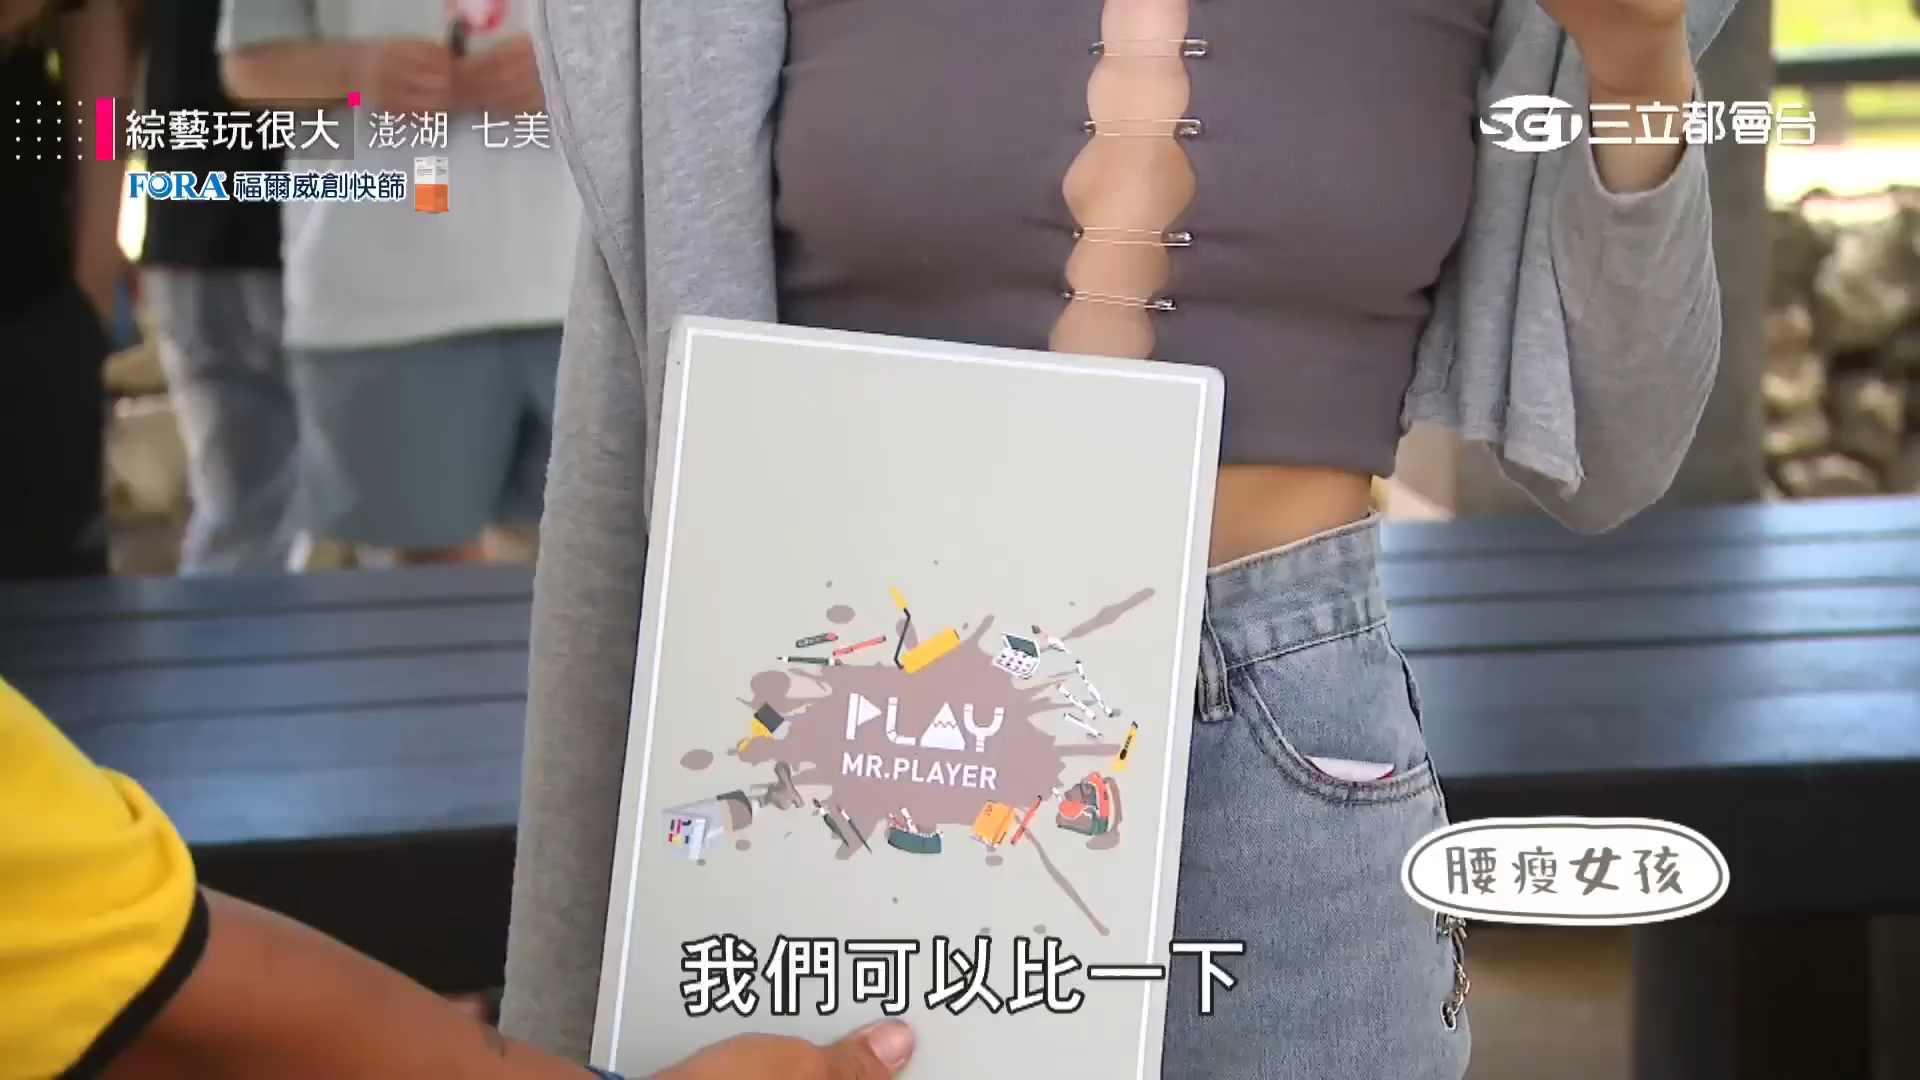 綜藝玩很大 澎湖 七美
FORA 福爾威創快篩
SET 三立都會台
PLAY
MR.PLAYER
腰瘦女孩
我們可以比一下